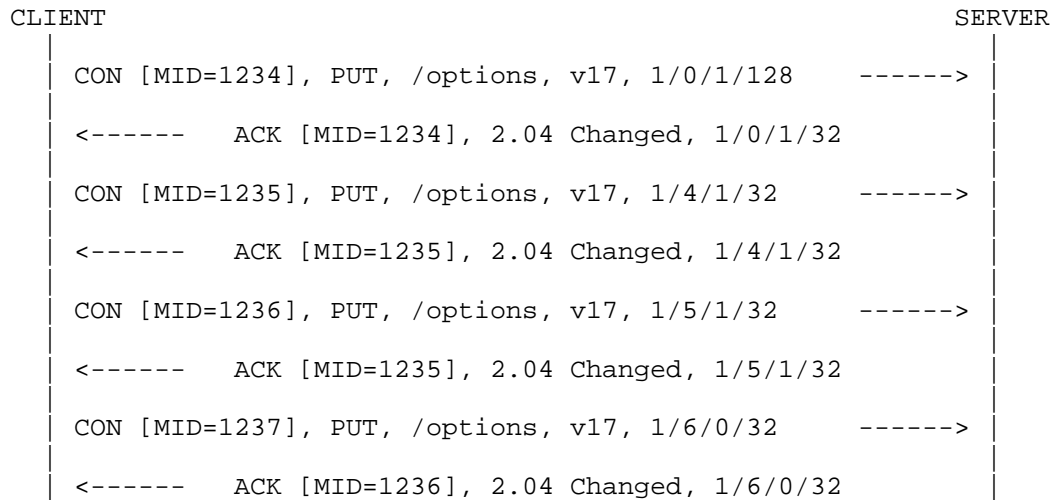 CLIENT                                                     SERVER
| CON [MID=1234], PUT, /options, v17, 1/0/1/128    ------> |
| <------   ACK [MID=1234], 2.04 Changed, 1/0/1/32         |
| CON [MID=1235], PUT, /options, v17, 1/4/1/32     ------> |
| <------   ACK [MID=1235], 2.04 Changed, 1/4/1/32         |
| CON [MID=1236], PUT, /options, v17, 1/5/1/32     ------> |
| <------   ACK [MID=1235], 2.04 Changed, 1/5/1/32         |
| CON [MID=1237], PUT, /options, v17, 1/6/0/32     ------> |
| <------   ACK [MID=1236], 2.04 Changed, 1/6/0/32         |